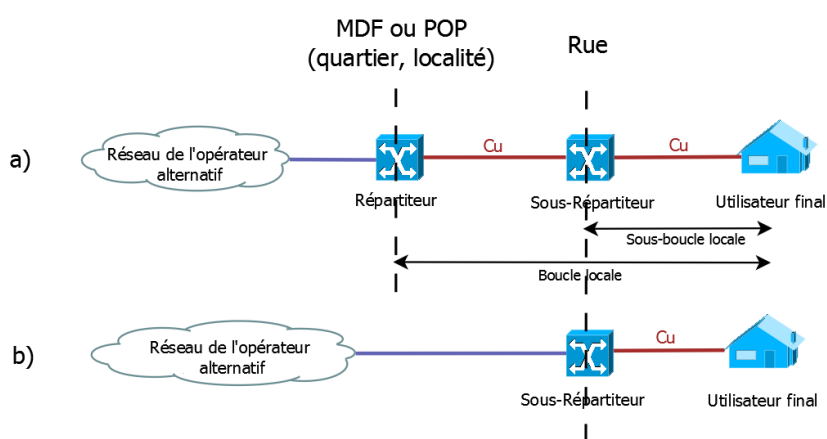 MDF ou POP
(quartier, localité)
Rue
a)
Réseau de l'opérateur
alternatif
Cu
Cu
Répartiteur
Sous-Répartiteur
Utilisateur final
Sous-boucle locale
Boucle locale
b)
Réseau de l'opérateur
alternatif
Cu
Sous-Répartiteur
Utilisateur final